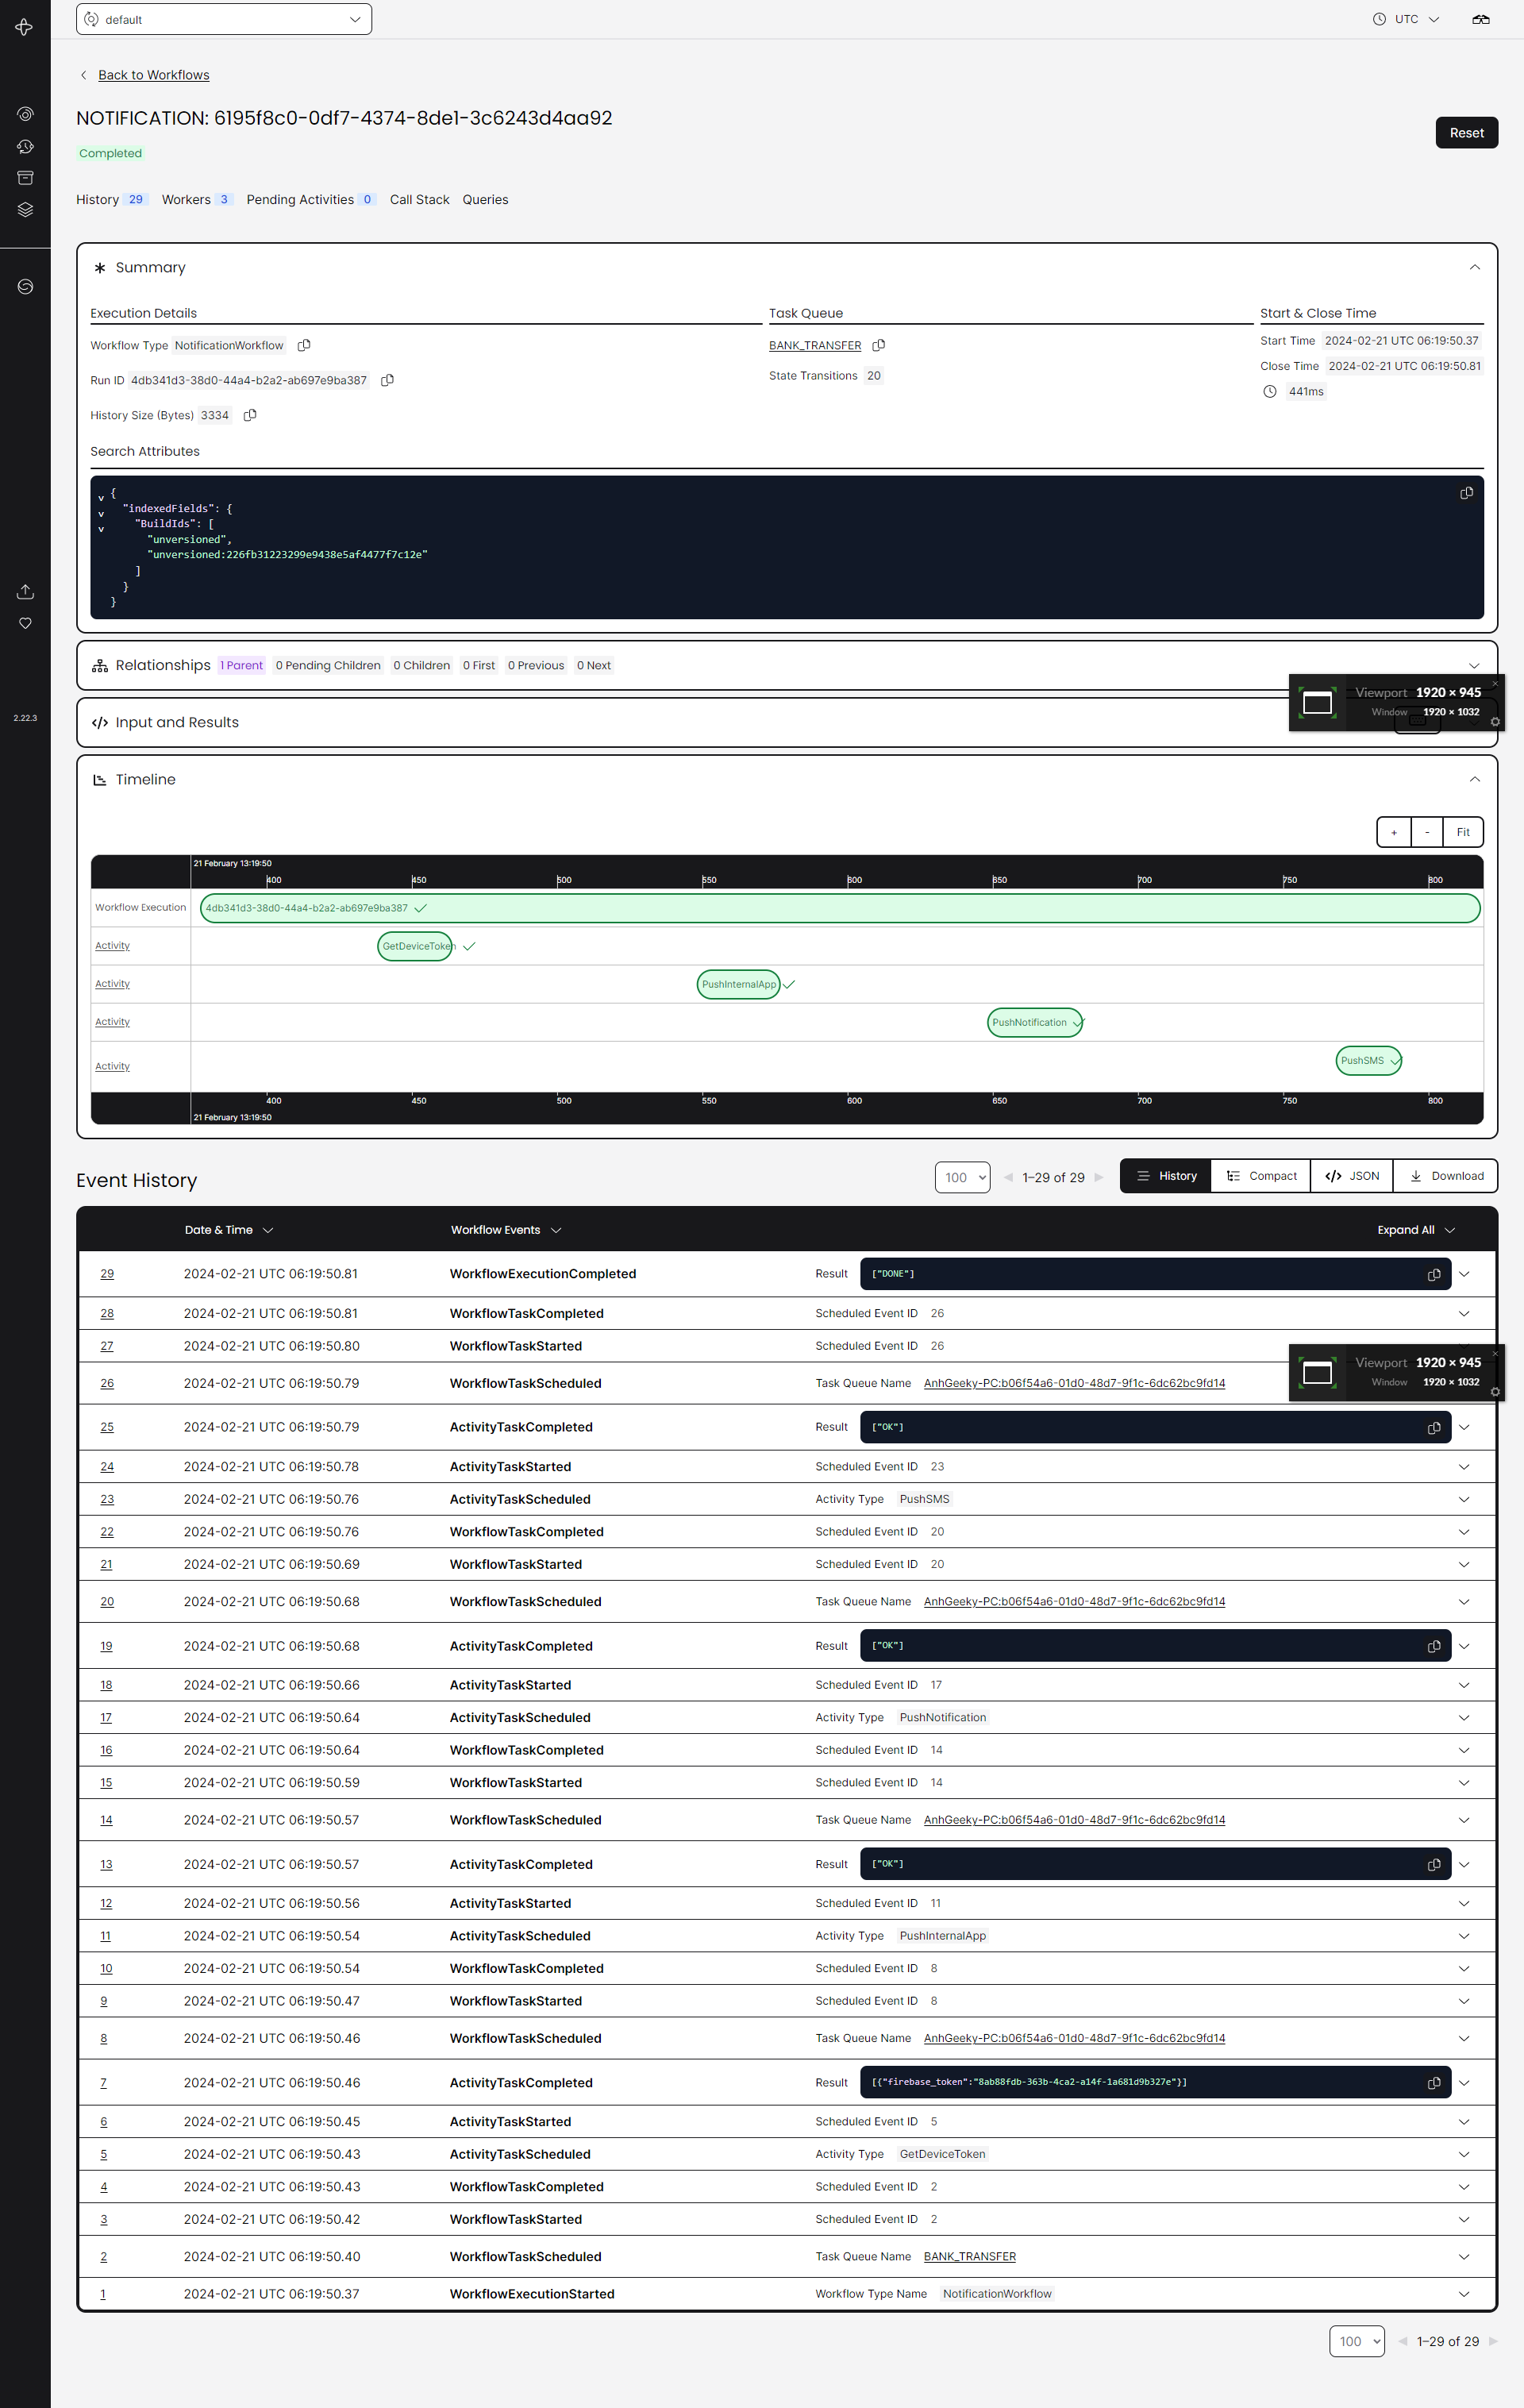 default
UTC
Back to Workflows
NOTIFICATION: 6195f8c0-0df7-4374-8de1-3c6243d4aa92
Reset
Completed
History 29 Workers 3 Pending Activities 0 Call Stack Queries
Summary
Execution Details
Task Queue
Start & Close Time
Workflow Type NotificationWorkflow
BANK_TRANSFER
Start Time 2024-02-21 UTC 06:19:50.37
Run ID 4db341d3-38d0-44a4-b2a2-ab697e9ba387
State Transitions 20
Close Time 2024-02-21 UTC 06:19:50.81
441ms
History Size (Bytes) 3334
Search Attributes
{
"indexedFields": {
"BuildIds": [
"unversioned",
"unversioned:226fb31223299e9438e5af4477f7c12e"
]
}
}
2.22.3
Relationships 1 Parent 0 Pending Children 0 Children 0 First 0 Previous 0 Next
Viewport 1920 × 945
Window 1920 × 1032
Input and Results
Timeline
+ - Fit
21 February 13:19:50
400 450 500 550 600 650 700 750 800
Workflow Execution 4db341d3-38d0-44a4-b2a2-ab697e9ba387
Activity GetDeviceToken
Activity PushInternalApp
Activity PushNotification
Activity PushSMS
400 450 500 550 600 650 700 750 800
21 February 13:19:50
Event History
100 1–29 of 29 History Compact JSON Download
Date & Time Workflow Events Expand All
29 2024-02-21 UTC 06:19:50.81 WorkflowExecutionCompleted Result ["DONE"]
28 2024-02-21 UTC 06:19:50.81 WorkflowTaskCompleted Scheduled Event ID 26
27 2024-02-21 UTC 06:19:50.80 WorkflowTaskStarted Scheduled Event ID 26
Viewport 1920 × 945
Window 1920 × 1032
26 2024-02-21 UTC 06:19:50.79 WorkflowTaskScheduled Task Queue Name AnhGeeky-PC:b06f54a6-01d0-48d7-9f1c-6dc62bc9fd14
25 2024-02-21 UTC 06:19:50.79 ActivityTaskCompleted Result ["OK"]
24 2024-02-21 UTC 06:19:50.78 ActivityTaskStarted Scheduled Event ID 23
23 2024-02-21 UTC 06:19:50.76 ActivityTaskScheduled Activity Type PushSMS
22 2024-02-21 UTC 06:19:50.76 WorkflowTaskCompleted Scheduled Event ID 20
21 2024-02-21 UTC 06:19:50.69 WorkflowTaskStarted Scheduled Event ID 20
20 2024-02-21 UTC 06:19:50.68 WorkflowTaskScheduled Task Queue Name AnhGeeky-PC:b06f54a6-01d0-48d7-9f1c-6dc62bc9fd14
19 2024-02-21 UTC 06:19:50.68 ActivityTaskCompleted Result ["OK"]
18 2024-02-21 UTC 06:19:50.66 ActivityTaskStarted Scheduled Event ID 17
17 2024-02-21 UTC 06:19:50.64 ActivityTaskScheduled Activity Type PushNotification
16 2024-02-21 UTC 06:19:50.64 WorkflowTaskCompleted Scheduled Event ID 14
15 2024-02-21 UTC 06:19:50.59 WorkflowTaskStarted Scheduled Event ID 14
14 2024-02-21 UTC 06:19:50.57 WorkflowTaskScheduled Task Queue Name AnhGeeky-PC:b06f54a6-01d0-48d7-9f1c-6dc62bc9fd14
13 2024-02-21 UTC 06:19:50.57 ActivityTaskCompleted Result ["OK"]
12 2024-02-21 UTC 06:19:50.56 ActivityTaskStarted Scheduled Event ID 11
11 2024-02-21 UTC 06:19:50.54 ActivityTaskScheduled Activity Type PushInternalApp
10 2024-02-21 UTC 06:19:50.54 WorkflowTaskCompleted Scheduled Event ID 8
9 2024-02-21 UTC 06:19:50.47 WorkflowTaskStarted Scheduled Event ID 8
8 2024-02-21 UTC 06:19:50.46 WorkflowTaskScheduled Task Queue Name AnhGeeky-PC:b06f54a6-01d0-48d7-9f1c-6dc62bc9fd14
7 2024-02-21 UTC 06:19:50.46 ActivityTaskCompleted Result [{"firebase_token":"8ab88fdb-363b-4ca2-a14f-1a681d9b327e"}]
6 2024-02-21 UTC 06:19:50.45 ActivityTaskStarted Scheduled Event ID 5
5 2024-02-21 UTC 06:19:50.43 ActivityTaskScheduled Activity Type GetDeviceToken
4 2024-02-21 UTC 06:19:50.43 WorkflowTaskCompleted Scheduled Event ID 2
3 2024-02-21 UTC 06:19:50.42 WorkflowTaskStarted Scheduled Event ID 2
2 2024-02-21 UTC 06:19:50.40 WorkflowTaskScheduled Task Queue Name BANK_TRANSFER
1 2024-02-21 UTC 06:19:50.37 WorkflowExecutionStarted Workflow Type Name NotificationWorkflow
100 1–29 of 29